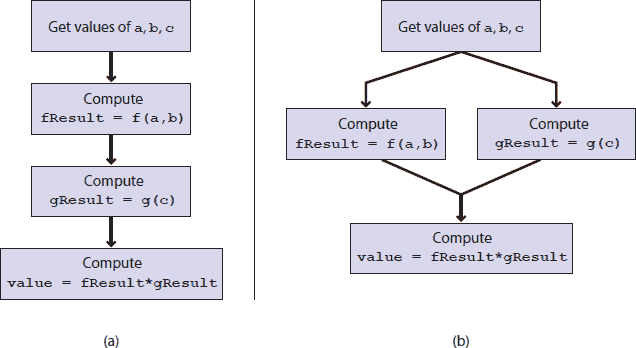 Get values of a, b, c
Compute
fResult = f(a,b)
Compute
gResult = g(c)
Compute
value = fResult*gResult
(a)
Get values of a, b, c
Compute
fResult = f(a,b)
Compute
gResult = g(c)
Compute
value = fResult*gResult
(b)